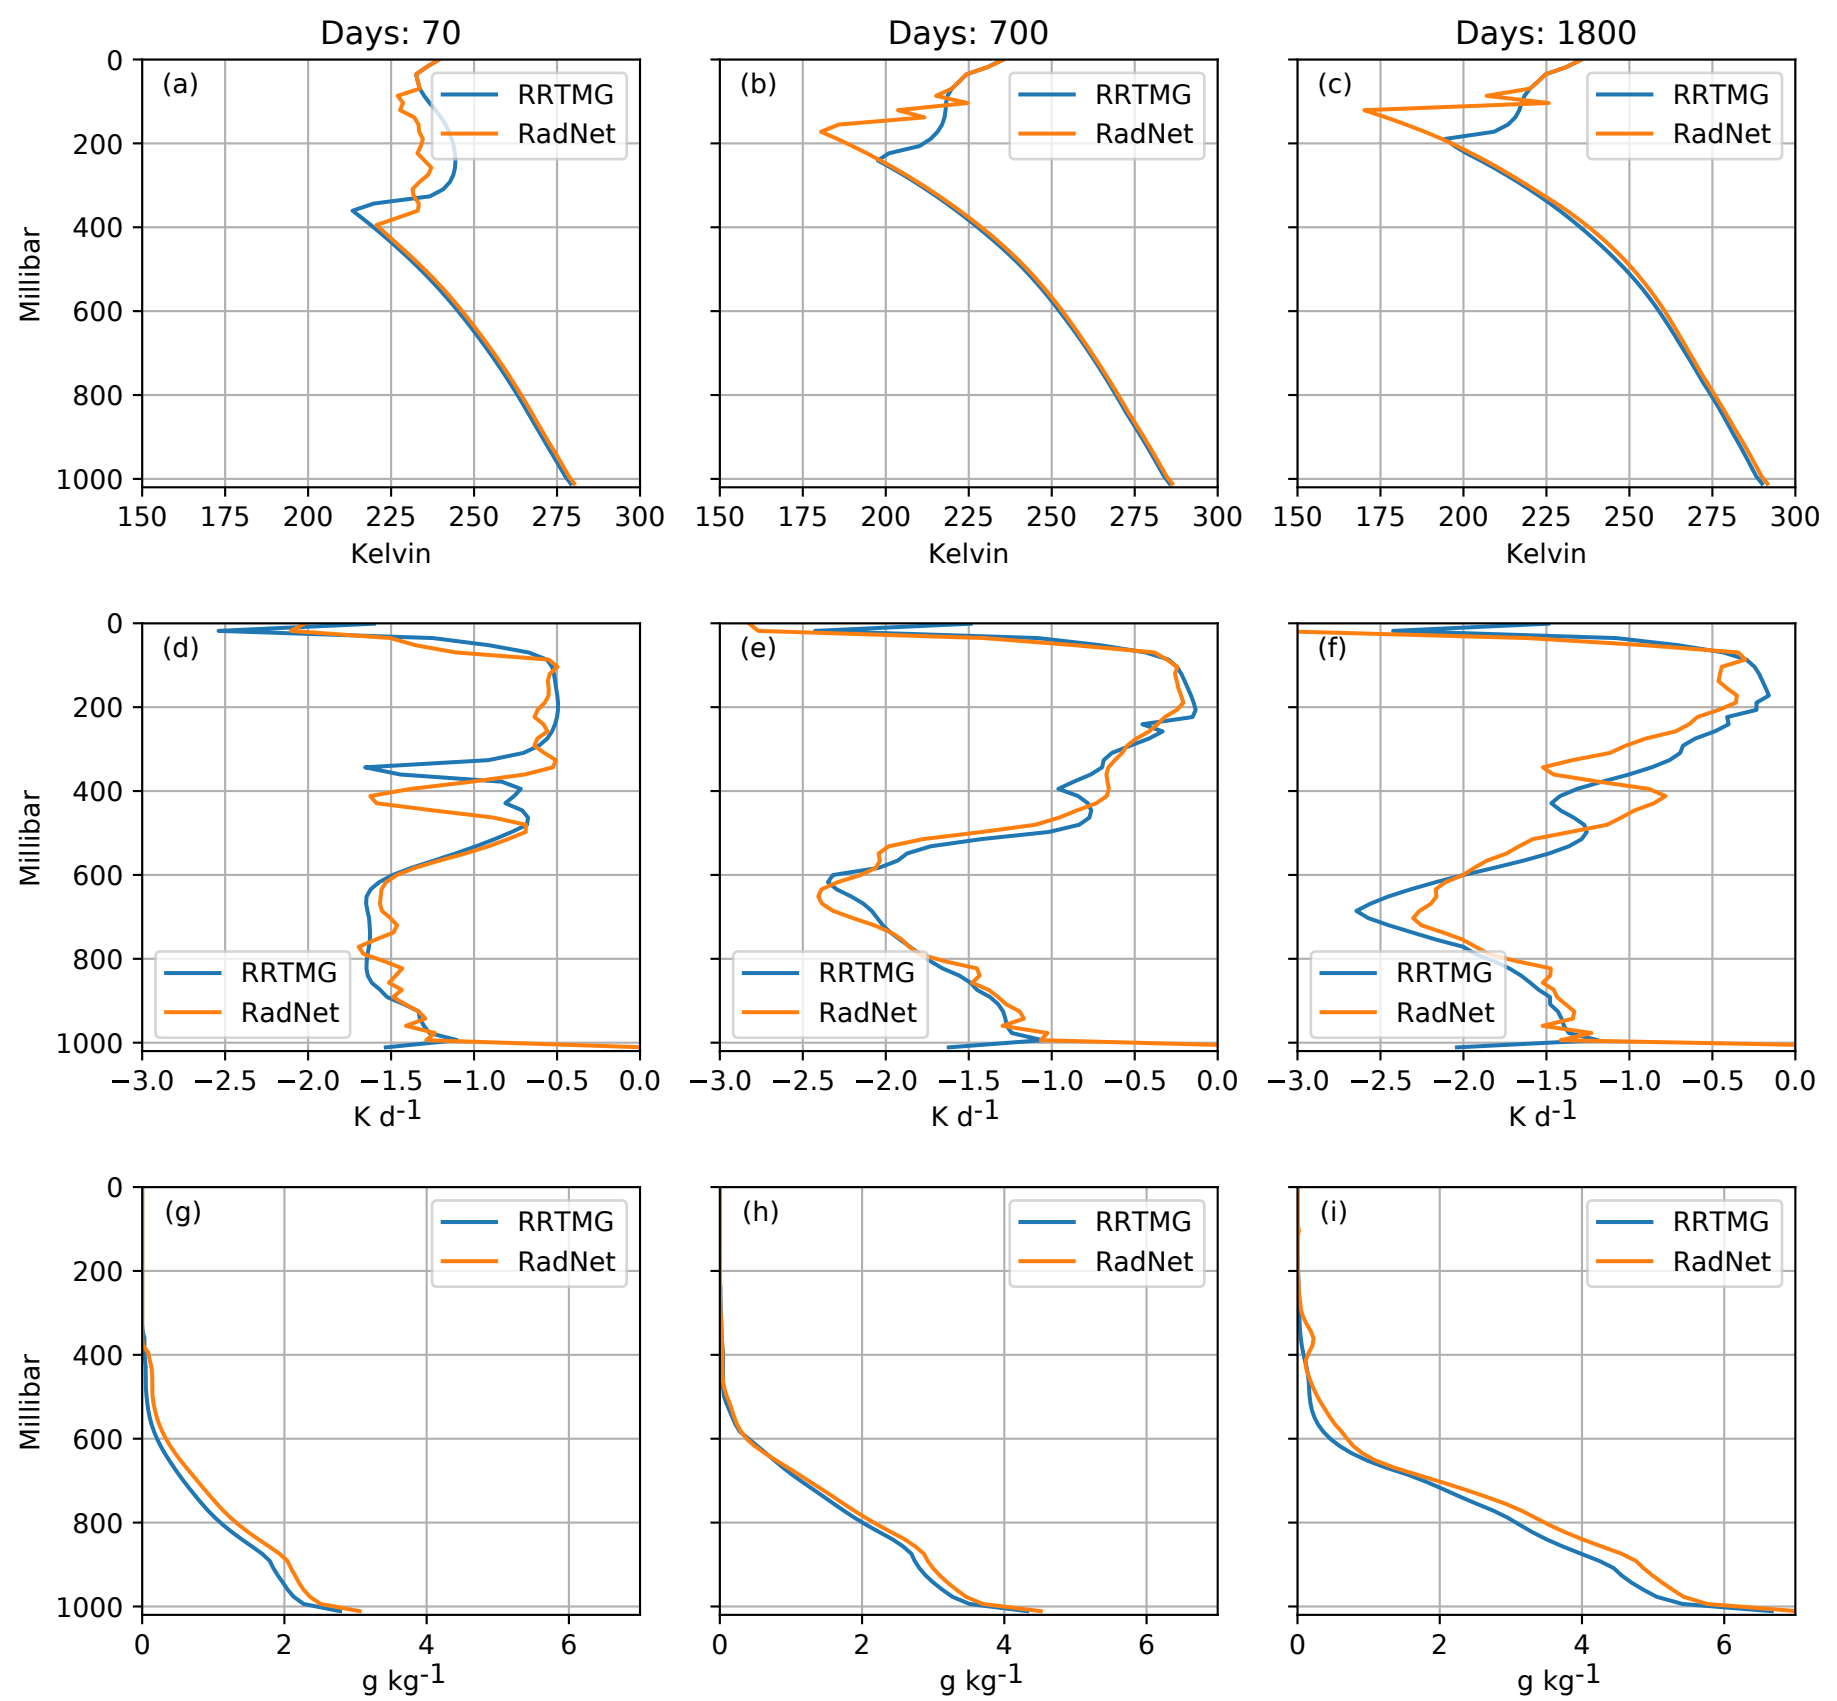 Days: 70 Days: 700 Days: 1800
0 (a) RRTMG (b) RRTMG (c) RRTMG
RadNet RadNet RadNet
200
400
Millibar
600
800
1000
150 175 200 225 250 275 300 150 175 200 225 250 275 300 150 175 200 225 250 275 300
Kelvin Kelvin Kelvin
0 (d) (e) (f)
200
400
Millibar
600
800 RRTMG RRTMG RRTMG
RadNet RadNet RadNet
1000
−3.0 −2.5 −2.0 −1.5 −1.0 −0.5 0.0 −3.0 −2.5 −2.0 −1.5 −1.0 −0.5 0.0 −3.0 −2.5 −2.0 −1.5 −1.0 −0.5 0.0
K d-1 K d-1 K d-1
0 (g) RRTMG (h) RRTMG (i) RRTMG
RadNet RadNet RadNet
200
400
Millibar
600
800
1000
0 2 4 6 0 2 4 6 0 2 4 6
g kg-1 g kg-1 g kg-1